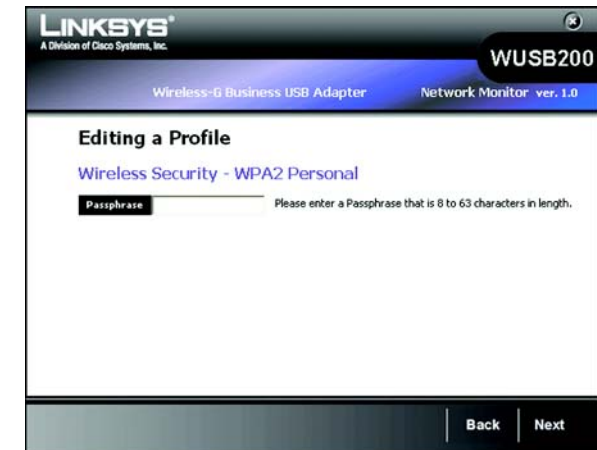 LINKSYS®
A Division of Cisco Systems, Inc.
WUSB200
Wireless-G Business USB Adapter
Network Monitor ver. 1.0
Editing a Profile
Wireless Security - WPA2 Personal
Passphrase
Please enter a Passphrase that is 8 to 63 characters in length.
Back
Next